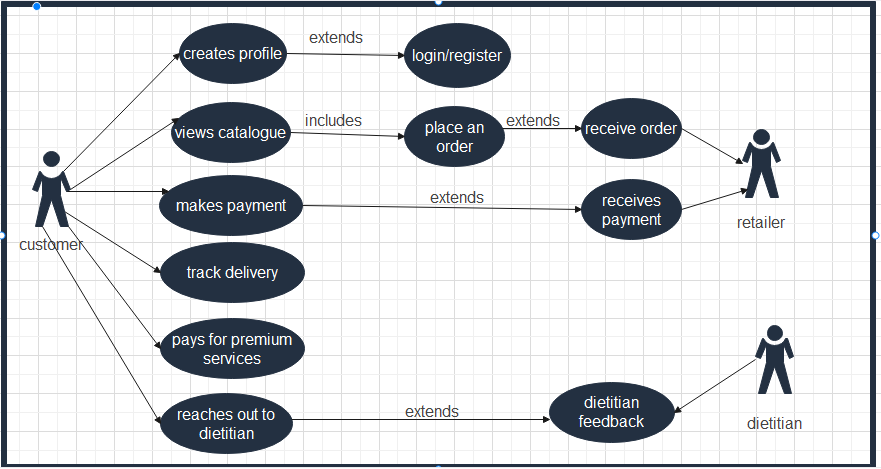 extends
creates profile
login/register
views catalogue
includes
place an
order
extends
receive order
makes payment
extends
receives
payment
retailer
customer
track delivery
pays for premium
services
reaches out to
dietitian
extends
dietitian
feedback
dietitian